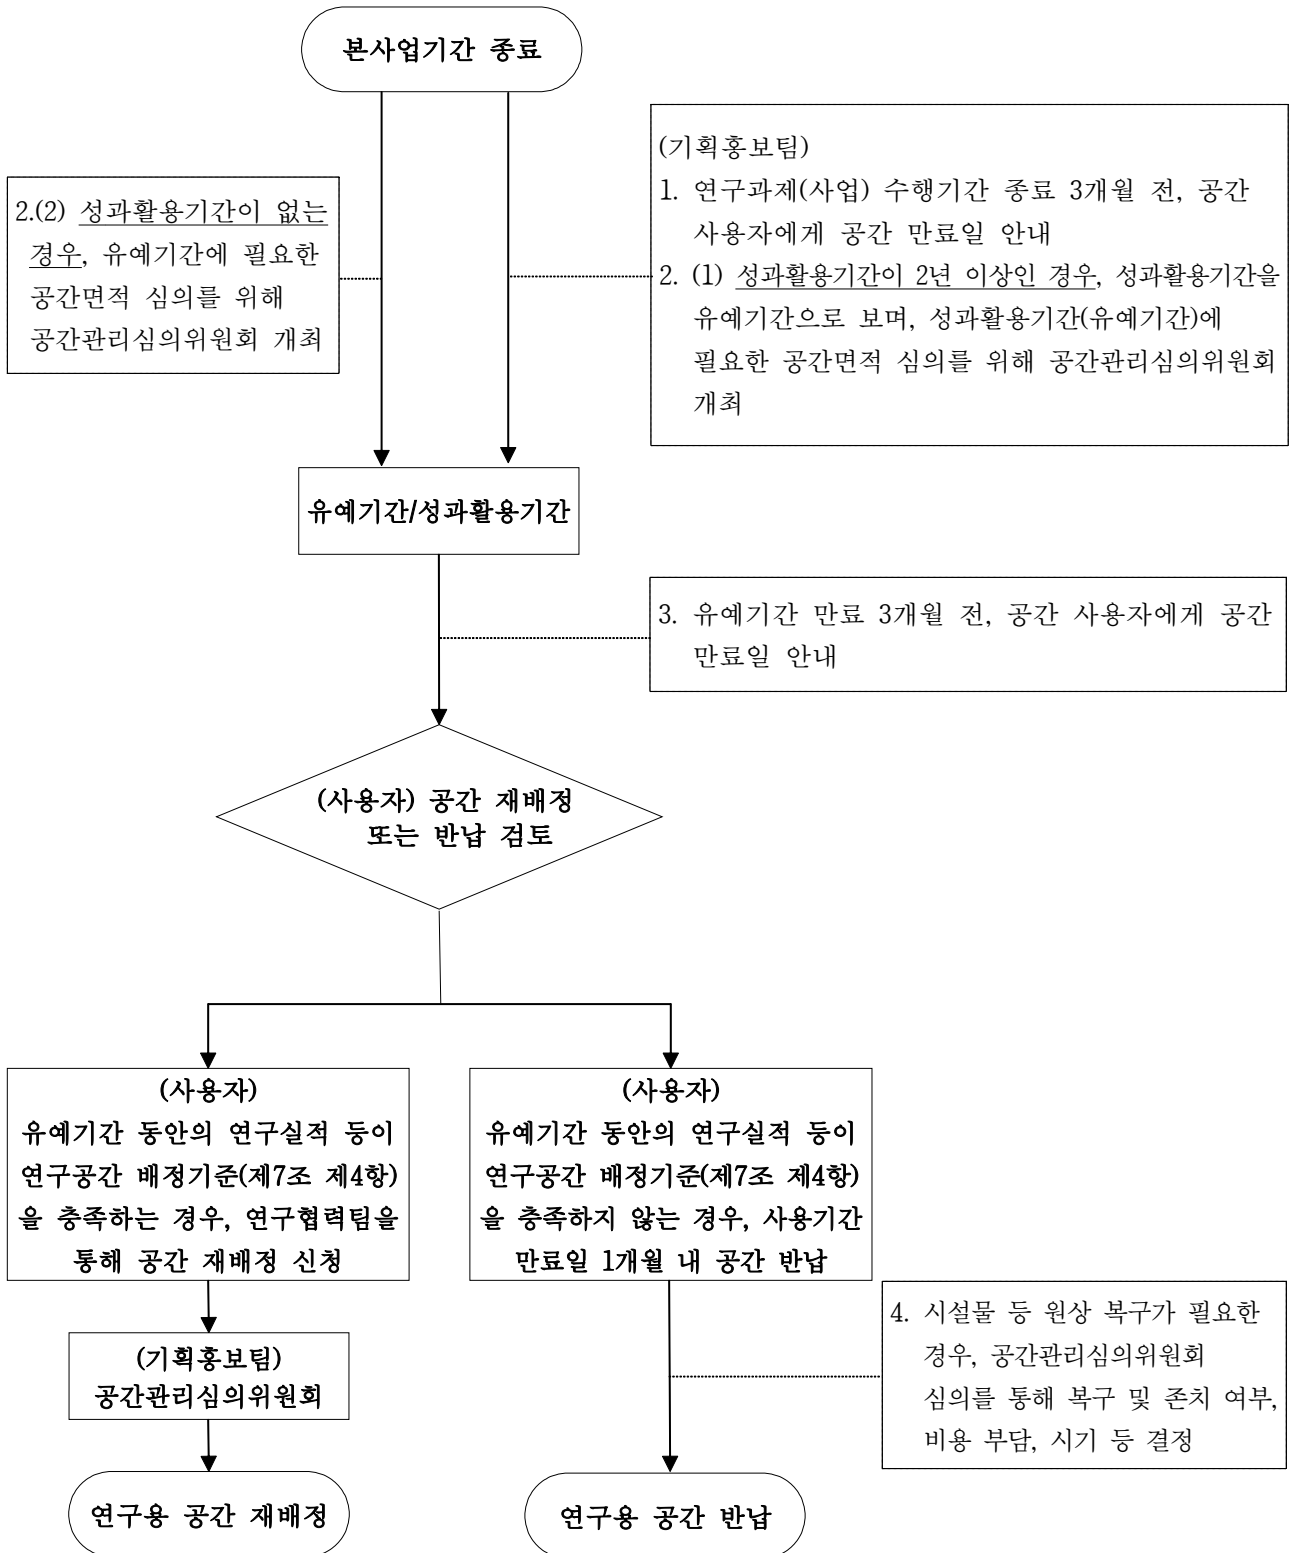 본사업기간 종료
(기획홍보팀)
1. 연구과제(사업) 수행기간 종료 3개월 전, 공간
사용자에게 공간 만료일 안내
2. (1) 성과활용기간이 2년 이상인 경우, 성과활용기간을
유예기간으로 보며, 성과활용기간(유예기간)에
필요한 공간면적 심의를 위해 공간관리심의위원회
개최
2.(2) 성과활용기간이 없는
경우, 유예기간에 필요한
공간면적 심의를 위해
공간관리심의위원회 개최
유예기간/성과활용기간
3. 유예기간 만료 3개월 전, 공간 사용자에게 공간
만료일 안내
(사용자) 공간 재배정
또는 반납 검토
(사용자)
유예기간 동안의 연구실적 등이
연구공간 배정기준(제7조 제4항)
을 충족하는 경우, 연구협력팀을
통해 공간 재배정 신청
(사용자)
유예기간 동안의 연구실적 등이
연구공간 배정기준(제7조 제4항)
을 충족하지 않는 경우, 사용기간
만료일 1개월 내 공간 반납
4. 시설물 등 원상 복구가 필요한
경우, 공간관리심의위원회
심의를 통해 복구 및 존치 여부,
비용 부담, 시기 등 결정
(기획홍보팀)
공간관리심의위원회
연구용 공간 재배정
연구용 공간 반납